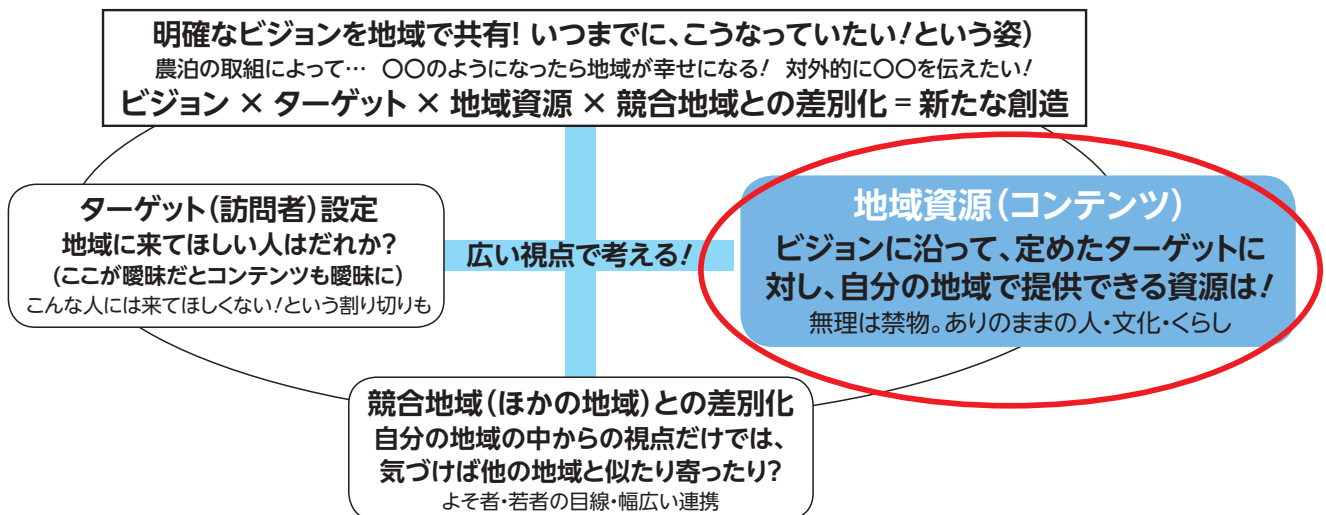 明確なビジョンを地域で共有! いつまでに、こうなっていたい!という姿)
農泊の取組によって… 〇〇のようになったら地域が幸せになる! 対外的に〇〇を伝えたい!
ビジョン × ターゲット × 地域資源 × 競合地域との差別化 = 新たな創造
ターゲット(訪問者)設定
地域に来てほしい人はだれか?
(ここが曖昧だとコンテンツも曖昧に)
こんな人には来てほしくない!という割り切りも
広い視点で考える!
地域資源(コンテンツ)
ビジョンに沿って、定めたターゲットに
対し、自分の地域で提供できる資源は!
無理は禁物。ありのままの人・文化・くらし
競合地域(ほかの地域)との差別化
自分の地域の中からの視点だけでは、
気づけば他の地域と似たり寄ったり?
よそ者・若者の目線・幅広い連携